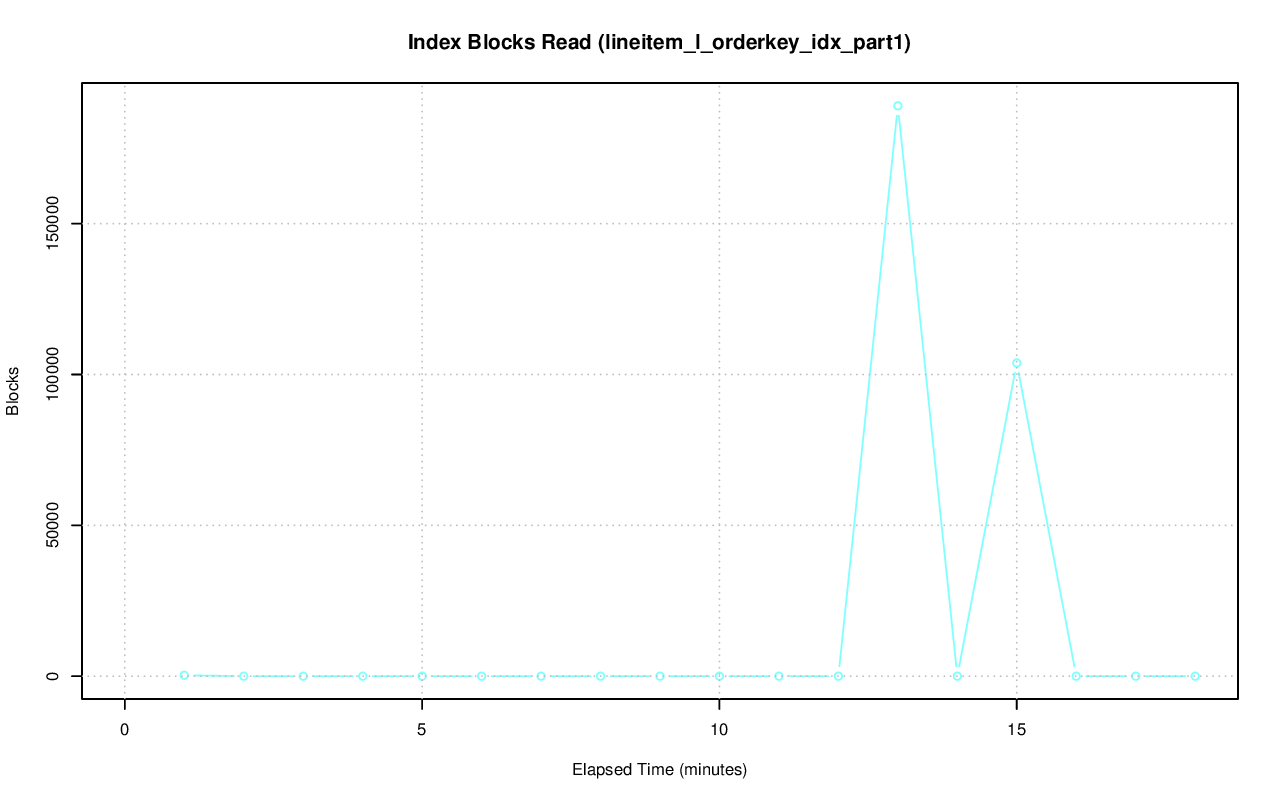 Index Blocks Read (lineitem_l_orderkey_idx_part1)
Blocks
150000
100000
50000
0
0 5 10 15
Elapsed Time (minutes)